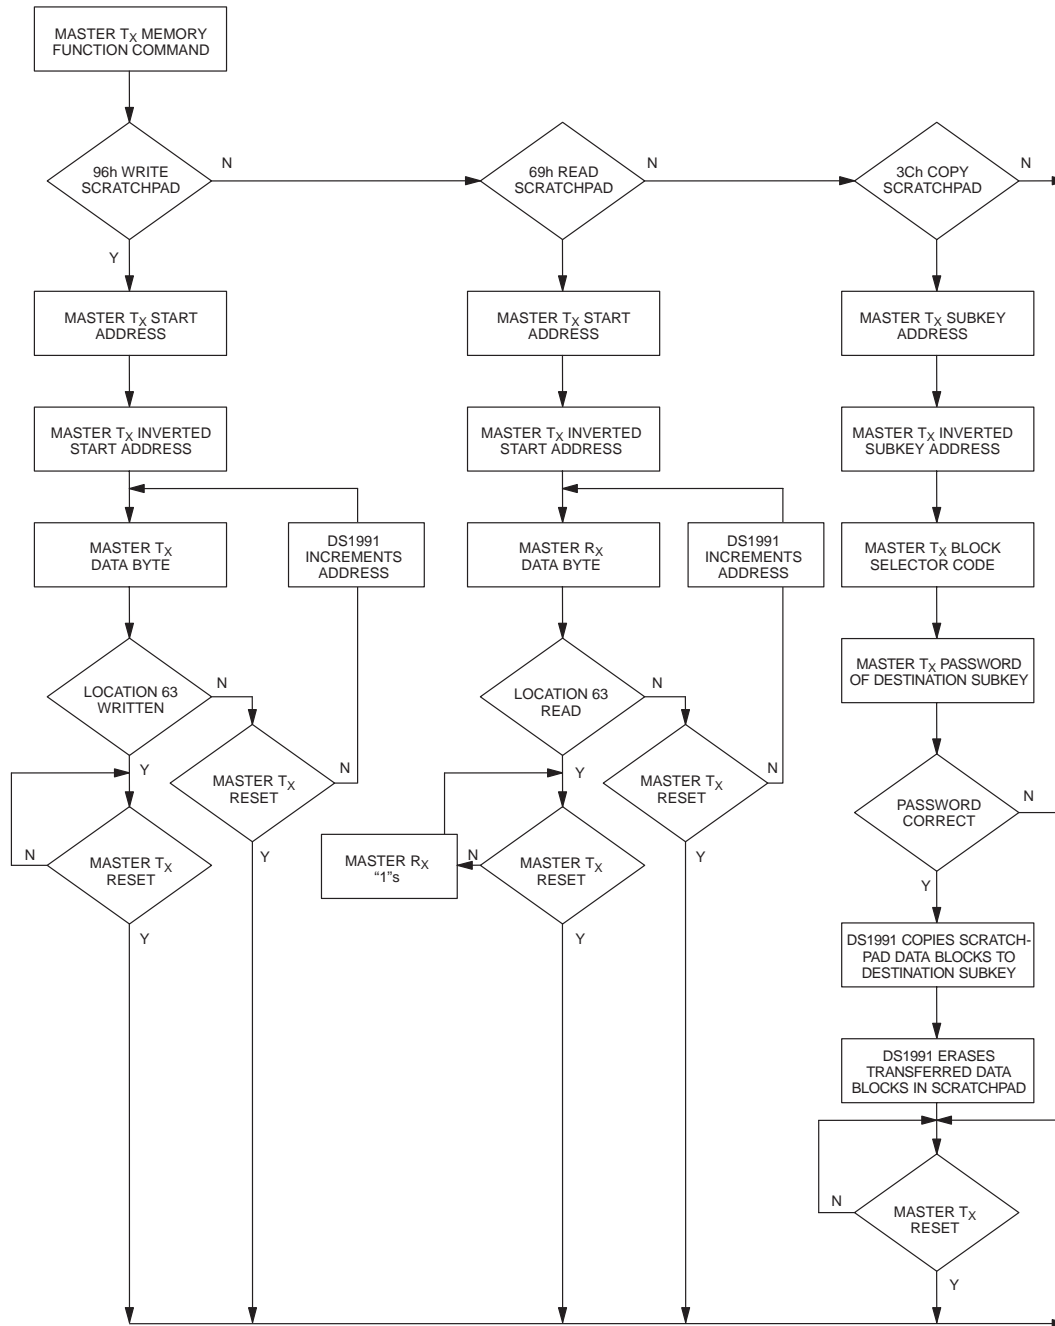 MASTER TX MEMORY
FUNCTION COMMAND
96h WRITE
SCRATCHPAD
N
Y
MASTER TX START
ADDRESS
MASTER TX INVERTED
START ADDRESS
MASTER TX
DATA BYTE
DS1991
INCREMENTS
ADDRESS
LOCATION 63
WRITTEN
N
Y
MASTER TX
RESET
N
Y
MASTER TX
RESET
N
Y
69h READ
SCRATCHPAD
N
Y
MASTER TX START
ADDRESS
MASTER TX INVERTED
START ADDRESS
MASTER RX
DATA BYTE
DS1991
INCREMENTS
ADDRESS
LOCATION 63
READ
N
Y
MASTER TX
RESET
N
Y
MASTER RX
“1”s
N
MASTER TX
RESET
Y
3Ch COPY
SCRATCHPAD
N
Y
MASTER TX SUBKEY
ADDRESS
MASTER TX INVERTED
SUBKEY ADDRESS
MASTER TX BLOCK
SELECTOR CODE
MASTER TX PASSWORD
OF DESTINATION SUBKEY
PASSWORD
CORRECT
N
Y
DS1991 COPIES SCRATCH-
PAD DATA BLOCKS TO
DESTINATION SUBKEY
DS1991 ERASES
TRANSFERRED DATA
BLOCKS IN SCRATCHPAD
N
MASTER TX
RESET
Y